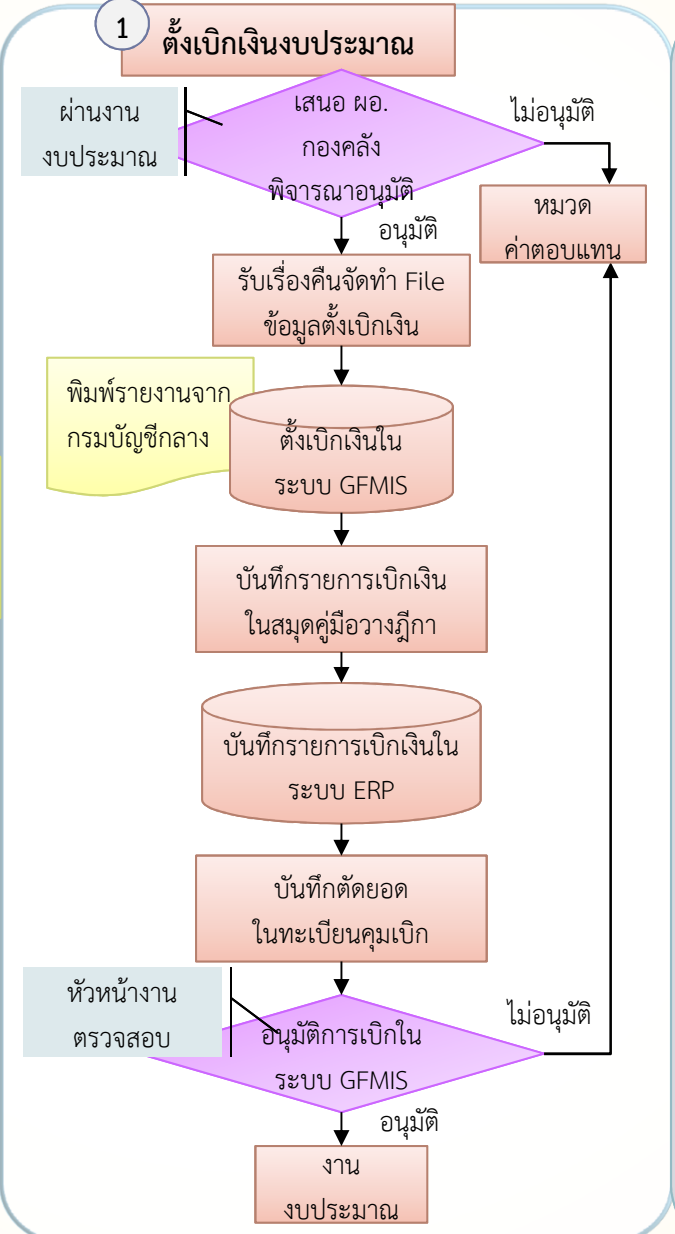 1
ตั้งเบิกเงินงบประมาณ
ผ่านงาน
งบประมาณ
เสนอ ผอ.
กองคลัง
พิจารณาอนุมัติ
ไม่อนุมัติ
หมวด
ค่าตอบแทน
อนุมัติ
รับเรื่องคืนจัดทำ File
ข้อมูลตั้งเบิกเงิน
พิมพ์รายงานจาก
กรมบัญชีกลาง
ตั้งเบิกเงินใน
ระบบ GFMIS
บันทึกรายการเบิกเงิน
ในสมุดคู่มือวางฎีกา
บันทึกรายการเบิกเงินใน
ระบบ ERP
บันทึกตัดยอด
ในทะเบียนคุมเบิก
หัวหน้างาน
ตรวจสอบ
อนุมัติการเบิกใน
ระบบ GFMIS
ไม่อนุมัติ
อนุมัติ
งาน
งบประมาณ